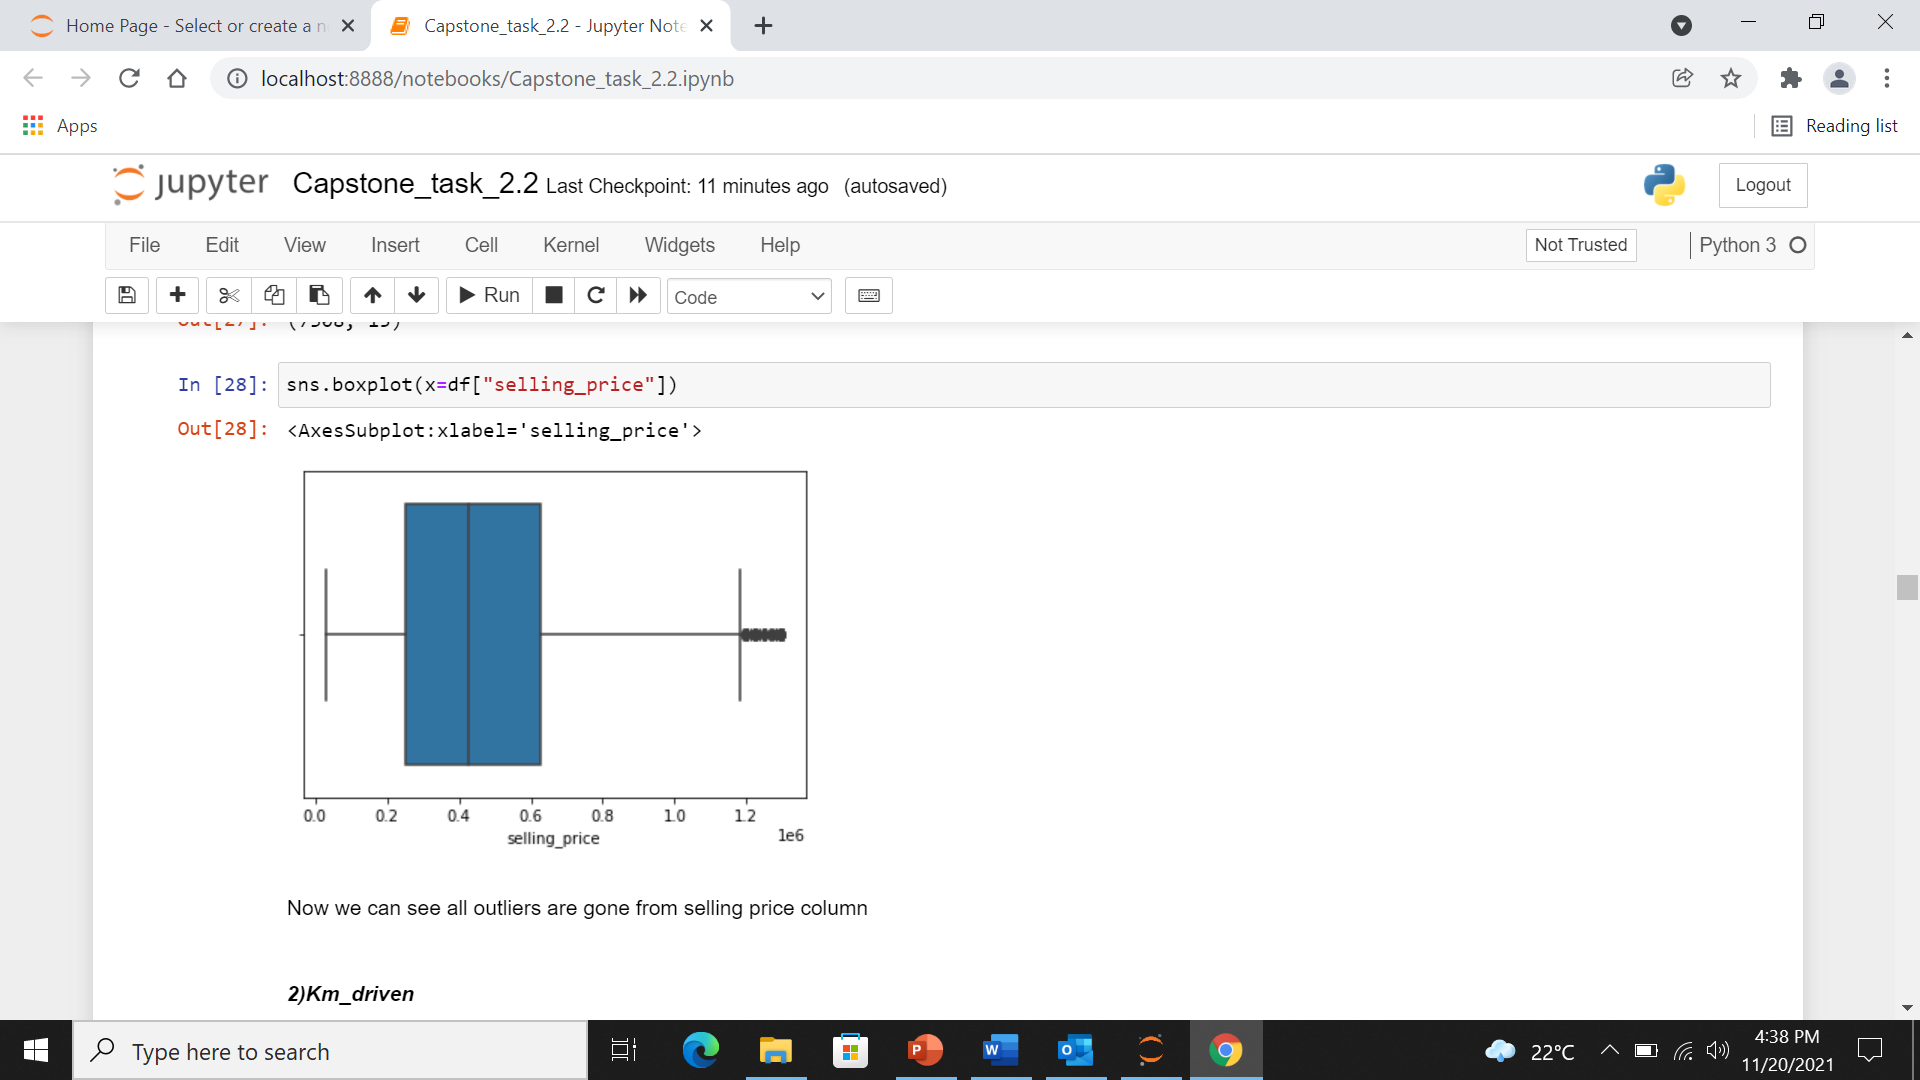 Home Page - Select or create a n
Capstone_task_2.2 - Jupyter Note
localhost:8888/notebooks/Capstone_task_2.2.ipynb
Apps
Reading list
jupyter Capstone_task_2.2 Last Checkpoint: 11 minutes ago (autosaved)
Logout
File Edit View Insert Cell Kernel Widgets Help
Not Trusted
Python 3
Run
Code
In [28]: sns.boxplot(x=df["selling_price"])
Out[28]: <AxesSubplot:xlabel='selling_price'>
0.0 0.2 0.4 0.6 0.8 1.0 1.2
1e6
selling_price
Now we can see all outliers are gone from selling price column
2)Km_driven
Type here to search
22°C
4:38 PM
11/20/2021